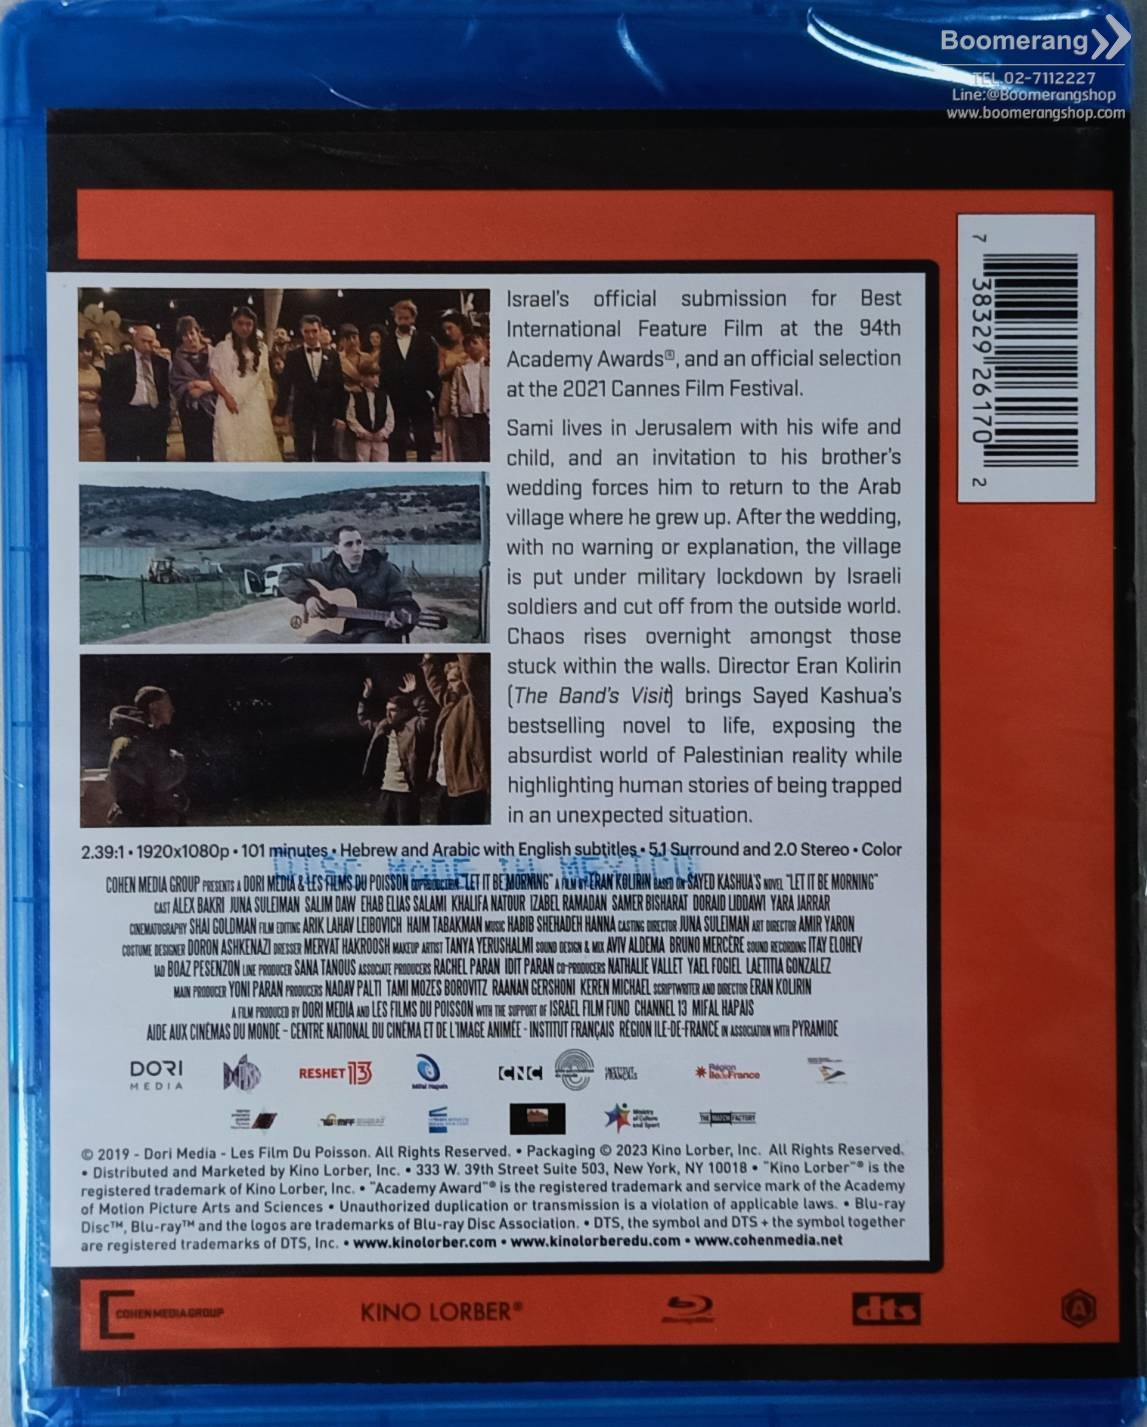 Boomerang
TEL.02-7112227
Line:@Boomerangshop
www.boomerangshop.com
7 38329 26170 2
Israel's official submission for Best
International Feature Film at the 94th
Academy Awards®, and an official selection
at the 2021 Cannes Film Festival.
Sami lives in Jerusalem with his wife and
child, and an invitation to his brother's
wedding forces him to return to the Arab
village where he grew up. After the wedding,
with no warning or explanation, the village
is put under military lockdown by Israeli
soldiers and cut off from the outside world.
Chaos rises overnight amongst those
stuck within the walls. Director Eran Kolirin
(The Band's Visit) brings Sayed Kashua's
bestselling novel to life, exposing the
absurdist world of Palestinian reality while
highlighting human stories of being trapped
in an unexpected situation.
2.39:1 • 1920x1080p • 101 minutes • Hebrew and Arabic with English subtitles • 5.1 Surround and 2.0 Stereo • Color
DISC MADE IN MEXICO
COHEN MEDIA GROUP PRESENTS A DORI MEDIA & LES FILMS DU POISSON COPRODUCTION "LET IT BE MORNING" A FILM BY ERAN KOLIRIN BASED ON SAYED KASHUA'S NOVEL "LET IT BE MORNING"
CAST ALEX BAKRI JUNA SULEIMAN SALIM DAW EHAB ELIAS SALAMI KHALIFA NATOUR IZABEL RAMADAN SAMER BISHARAT DORAID LIDDAWI YARA JARRAR
CINEMATOGRAPHY SHAI GOLDMAN FILM EDITING ARIK LAHAV LEIBOVICH HAIM TABAKMAN MUSIC HABIB SHEHADEH HANNA CASTING DIRECTOR JUNA SULEIMAN ART DIRECTOR AMIR YARON
COSTUME DESIGNER DORON ASHKENAZI DRESSER MERVAT HAKROOSH MAKEUP ARTIST TANYA YERUSHALMI SOUND DESIGN & MIX AVIV ALDEMA BRUNO MERCÈRE SOUND RECORDING ITAY ELOHEV
1AD BOAZ PESENZON LINE PRODUCER SANA TANOUS ASSOCIATE PRODUCERS RACHEL PARAN IDIT PARAN CO-PRODUCERS NATHALIE VALLET YAEL FOGIEL LAETITIA GONZALEZ
MAIN PRODUCER YONI PARAN PRODUCERS NADAV PALTI TAMI MOZES BOROVITZ RAANAN GERSHONI KEREN MICHAEL SCRIPTWRITER AND DIRECTOR ERAN KOLIRIN
A FILM PRODUCED BY DORI MEDIA AND LES FILMS DU POISSON WITH THE SUPPORT OF ISRAEL FILM FUND CHANNEL 13 MIFAL HAPAIS
AIDE AUX CINÉMAS DU MONDE – CENTRE NATIONAL DU CINÉMA ET DE L'IMAGE ANIMÉE - INSTITUT FRANÇAIS RÉGION ILE-DE-FRANCE IN ASSOCIATION WITH PYRAMIDE
DORI MEDIA
RESHET 13
Mifal Hapais
CNC
INSTITUT FRANÇAIS
Région îledeFrance
Ministry of Culture and Sport
THE MATCH FACTORY
© 2019 - Dori Media - Les Film Du Poisson. All Rights Reserved. • Packaging © 2023 Kino Lorber, Inc. All Rights Reserved.
• Distributed and Marketed by Kino Lorber, Inc. • 333 W. 39th Street Suite 503, New York, NY 10018 • "Kino Lorber"® is the
registered trademark of Kino Lorber, Inc. • "Academy Award"® is the registered trademark and service mark of the Academy
of Motion Picture Arts and Sciences • Unauthorized duplication or transmission is a violation of applicable laws. • Blu-ray
Disc™, Blu-ray™ and the logos are trademarks of Blu-ray Disc Association. • DTS, the symbol and DTS + the symbol together
are registered trademarks of DTS, Inc. • www.kinolorber.com • www.kinolorberedu.com • www.cohenmedia.net
COHEN MEDIA GROUP
KINO LORBER®
dts
A